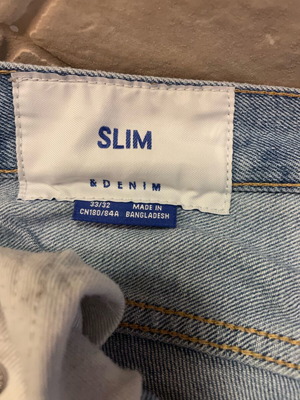 SLIM
& DENIM
33/32 MADE IN
CN180/84A BANGLADESH